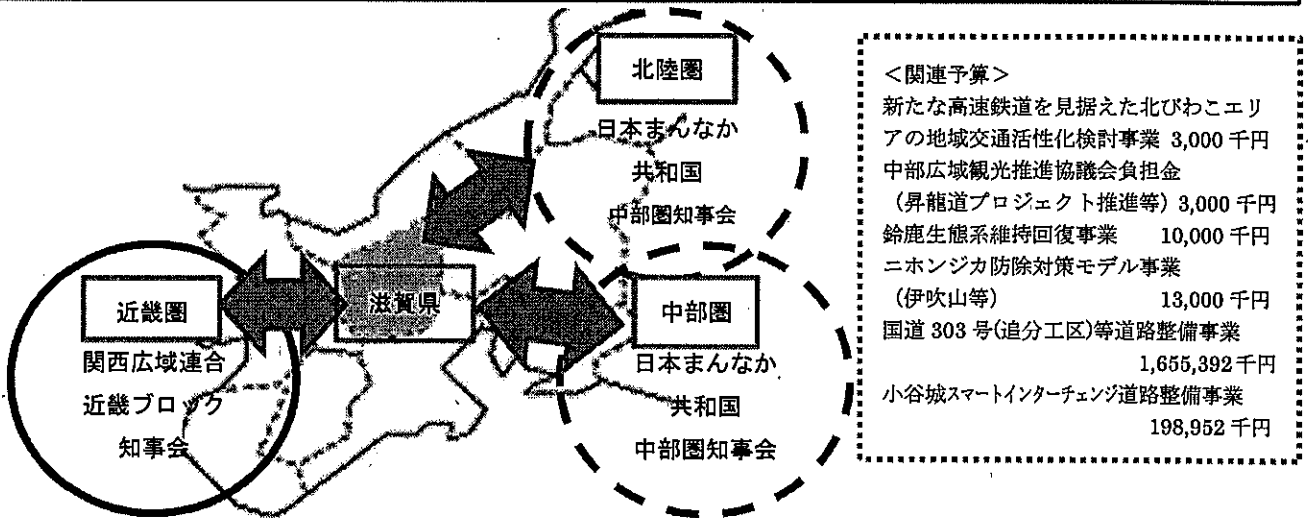 北陸圏
日本まんなか
共和国
中部圏知事会
近畿圏
関西広域連合
近畿ブロック
知事会
滋賀県
中部圏
日本まんなか
共和国
中部圏知事会
＜関連予算＞
新たな高速鉄道を見据えた北びわこエリ
アの地域交通活性化検討事業 3,000 千円
中部広域観光推進協議会負担金
（昇龍道プロジェクト推進等) 3,000 千円
鈴鹿生態系維持回復事業 10,000 千円
ニホンジカ防除対策モデル事業
（伊吹山等） 13,000 千円
国道 303 号(追分工区)等道路整備事業
1,655,392 千円
小谷城スマートインターチェンジ道路整備事業
198,952 千円